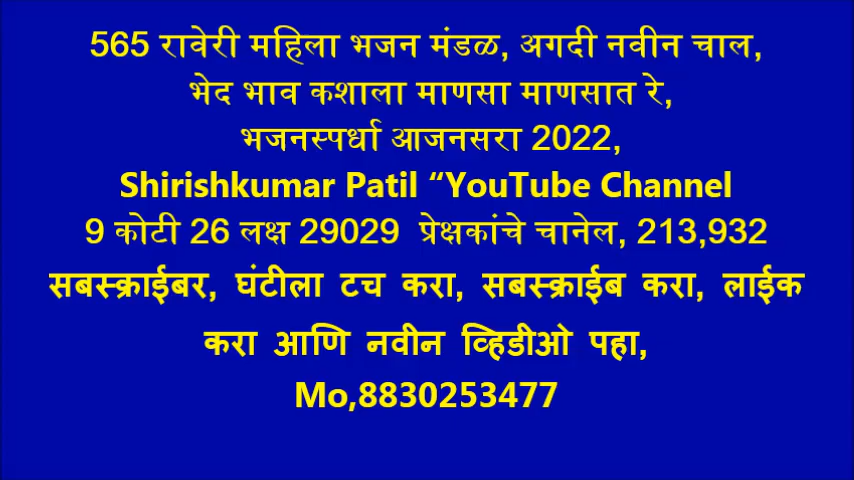 565 रावेरी महिला भजन मंडळ, अगदी नवीन चाल,
भेद भाव कशाला माणसा माणसात रे,
भजनस्पर्धा आजनसरा 2022,
Shirishkumar Patil “YouTube Channel
9 कोटी 26 लक्ष 29029 प्रेक्षकांचे चानेल, 213,932
सबस्क्राईबर, घंटीला टच करा, सबस्क्राईब करा, लाईक
करा आणि नवीन व्हिडीओ पहा,
Mo,8830253477